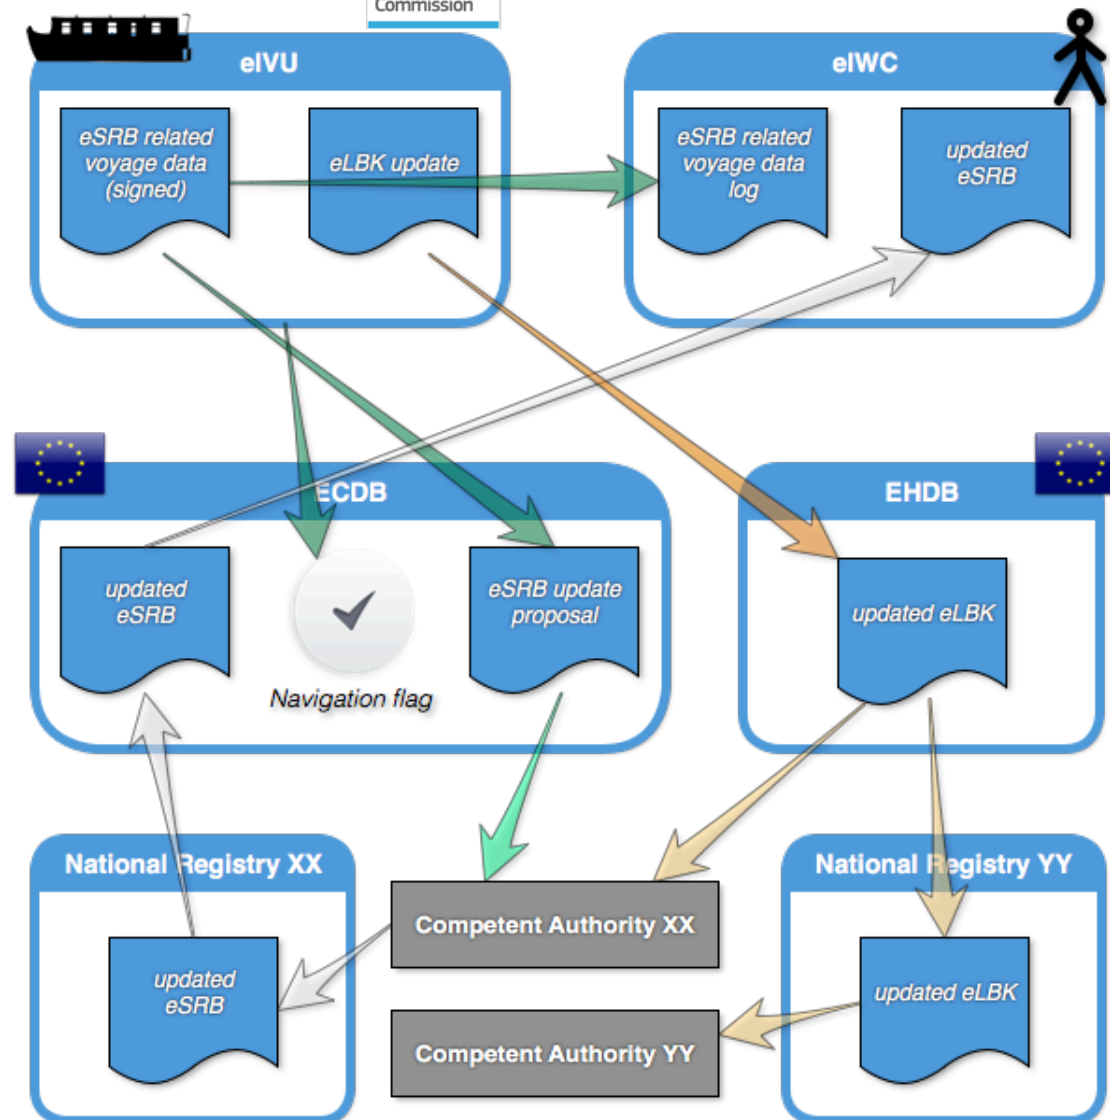 Commission
eIVU
eIWC
eSRB related
voyage data
(signed)
eLBK update
eSRB related
voyage data
log
updated
eSRB
ECDB
EHDB
updated
eSRB
Navigation flag
eSRB update
proposal
updated eLBK
National Registry XX
National Registry YY
Competent Authority XX
updated
eSRB
updated eLBK
Competent Authority YY